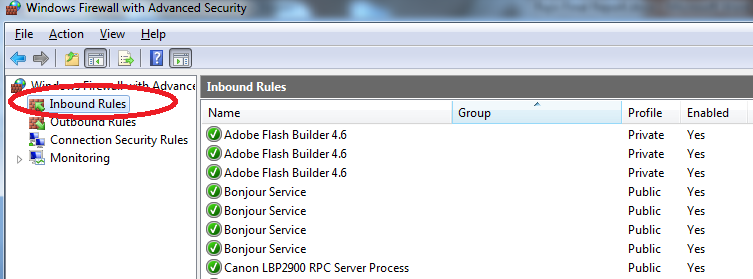 Windows Firewall with Advanced Security
File Action View Help
Windows Firewall with Advance
Inbound Rules
Outbound Rules
Connection Security Rules
Monitoring
Inbound Rules
Name Group Profile Enabled
Adobe Flash Builder 4.6 Private Yes
Adobe Flash Builder 4.6 Private Yes
Adobe Flash Builder 4.6 Private Yes
Bonjour Service Public Yes
Bonjour Service Public Yes
Bonjour Service Public Yes
Bonjour Service Public Yes
Canon LBP2900 RPC Server Process Public Yes